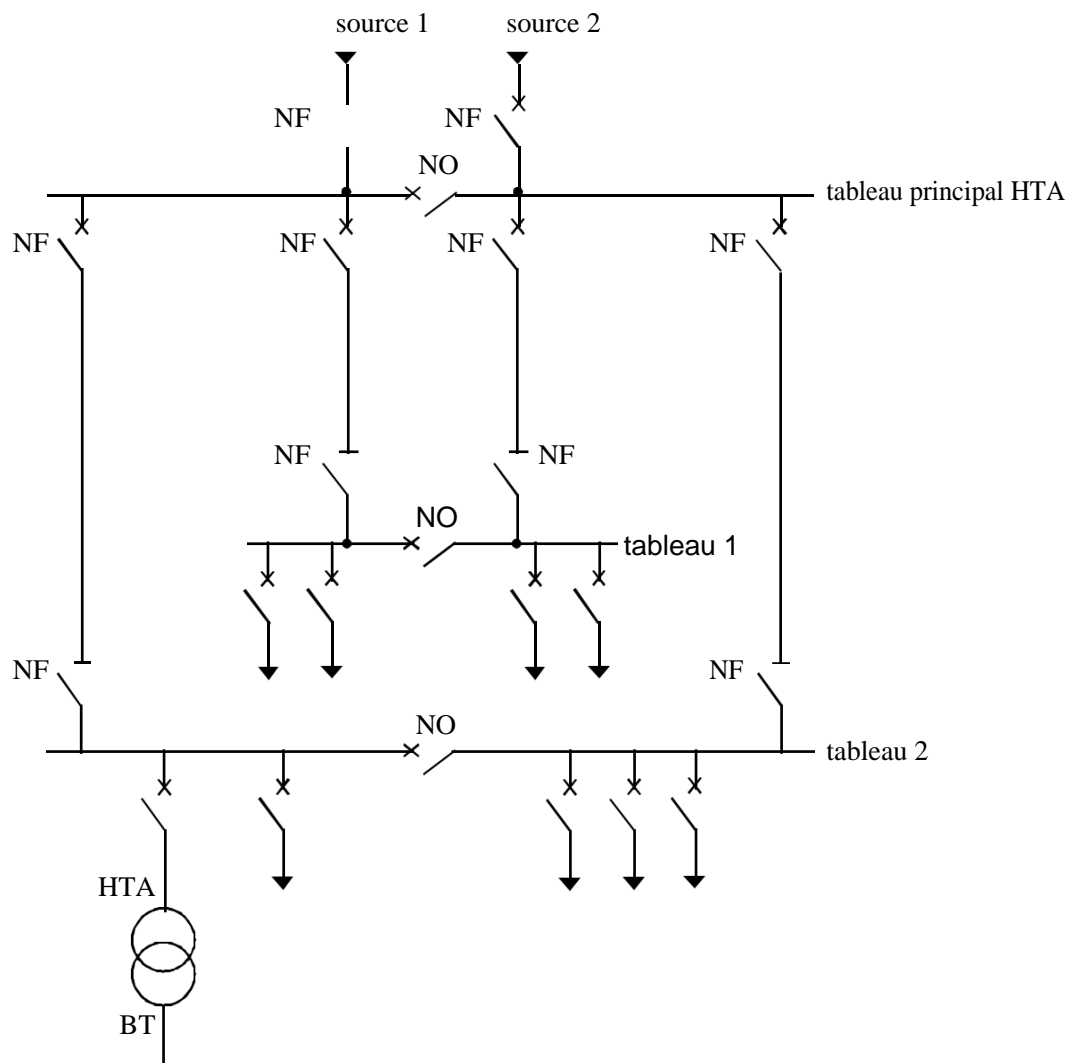 source 1
source 2
NF
NF
NO
tableau principal HTA
NF
NF
NF
NF
NF
NF
NO
tableau 1
NF
NF
NO
tableau 2
HTA
BT